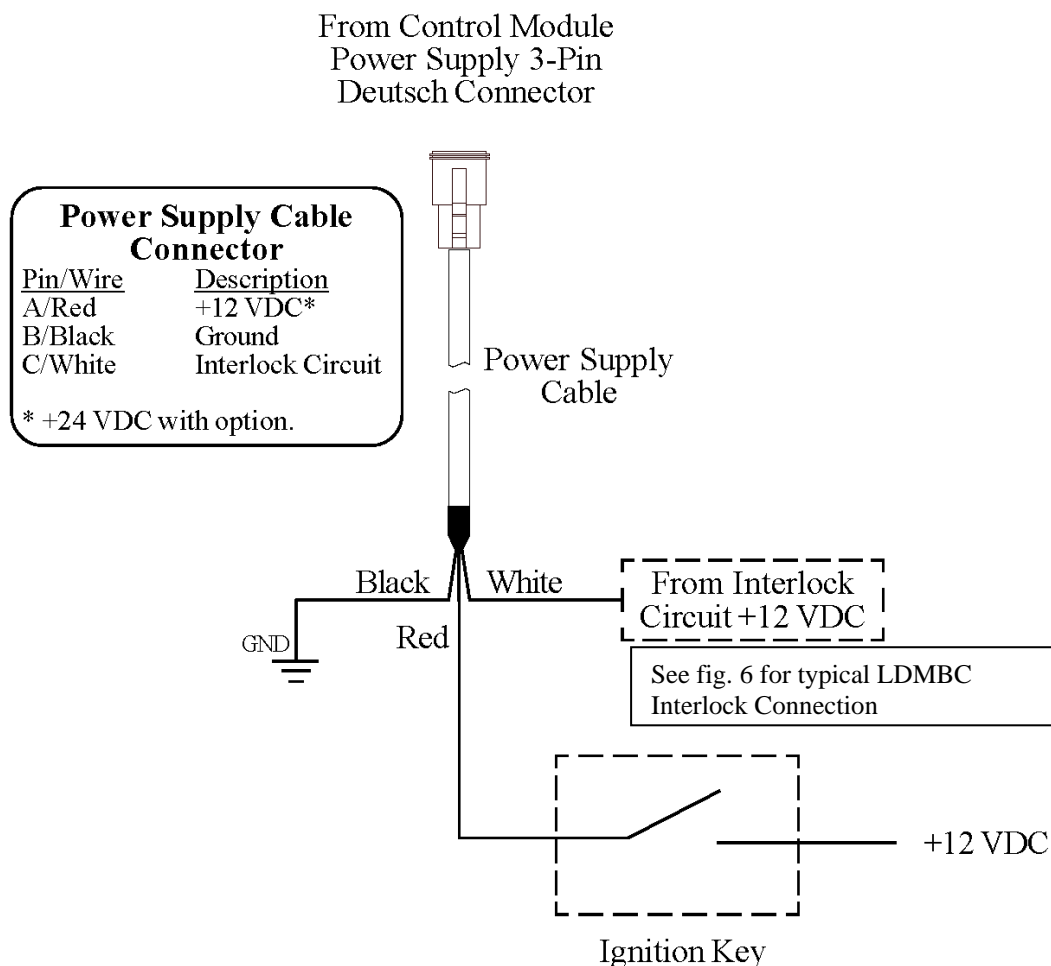 From Control Module
Power Supply 3-Pin
Deutsch Connector
Power Supply Cable
Connector
Pin/Wire Description
A/Red +12 VDC*
B/Black Ground
C/White Interlock Circuit
* +24 VDC with option.
Power Supply
Cable
Black
White
Red
GND
From Interlock
Circuit +12 VDC
See fig. 6 for typical LDMBC
Interlock Connection
+12 VDC
Ignition Key